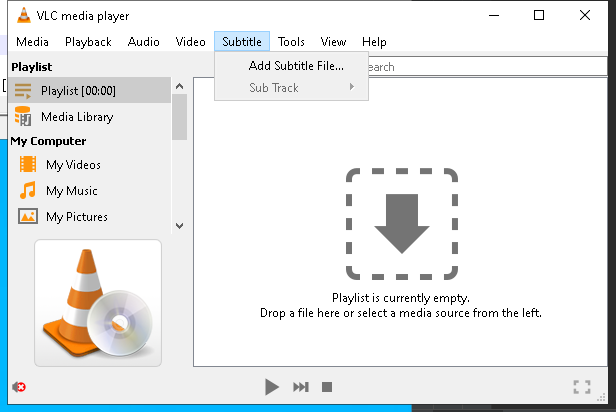 VLC media player
Media Playback Audio Video Subtitle Tools View Help
Playlist
Playlist [00:00]
Media Library
My Computer
My Videos
My Music
My Pictures
Add Subtitle File...
Sub Track
earch
Playlist is currently empty.
Drop a file here or select a media source from the left.